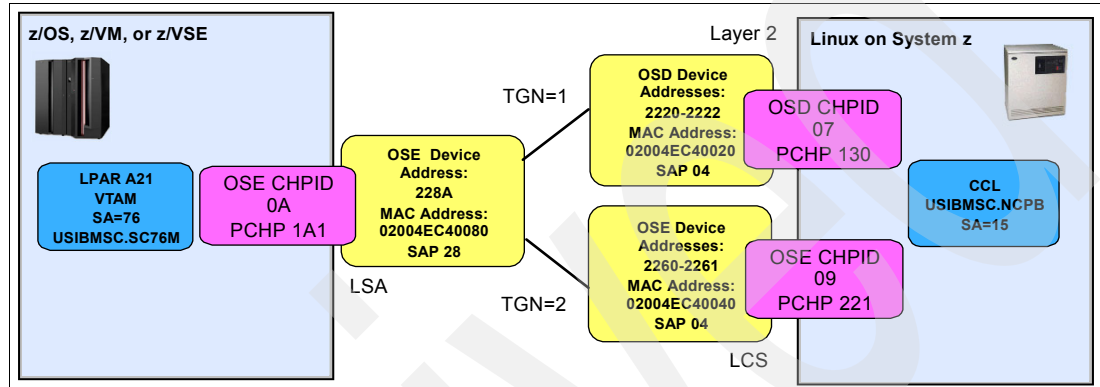 z/OS, z/VM, or z/VSE
LPAR A21
VTAM
SA=76
USIBMSC.SC76M
OSE CHPID
0A
PCHP 1A1
OSE Device
Address:
228A
MAC Address:
02004EC40080
SAP 28
LSA
TGN=1
TGN=2
Layer 2
OSD Device
Addresses:
2220-2222
MAC Address:
02004EC40020
SAP 04
OSD CHPID
07
PCHP 130
OSE Device
Addresses:
2260-2261
MAC Address:
02004EC40040
SAP 04
LCS
OSE CHPID
09
PCHP 221
Linux on System z
CCL
USIBMSC.NCPB
SA=15